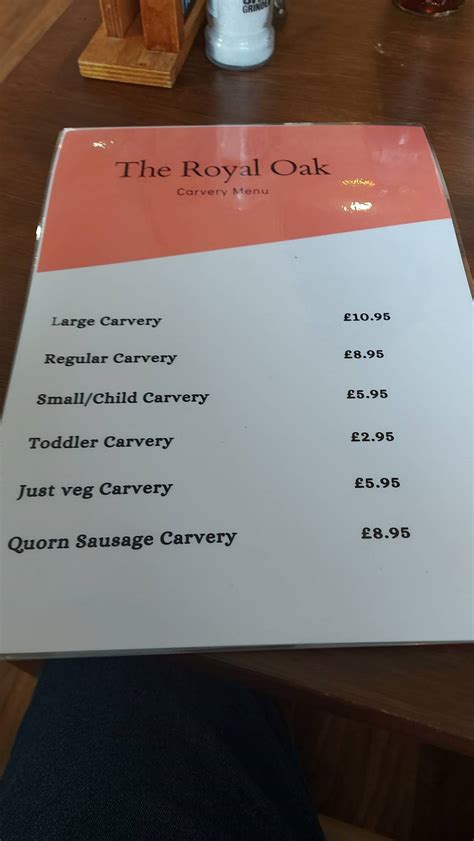 GRINDER
The Royal Oak
Carvery Menu
Large Carvery £10.95
Regular Carvery £8.95
Small/Child Carvery £5.95
Toddler Carvery £2.95
Just veg Carvery £5.95
Quorn Sausage Carvery £8.95